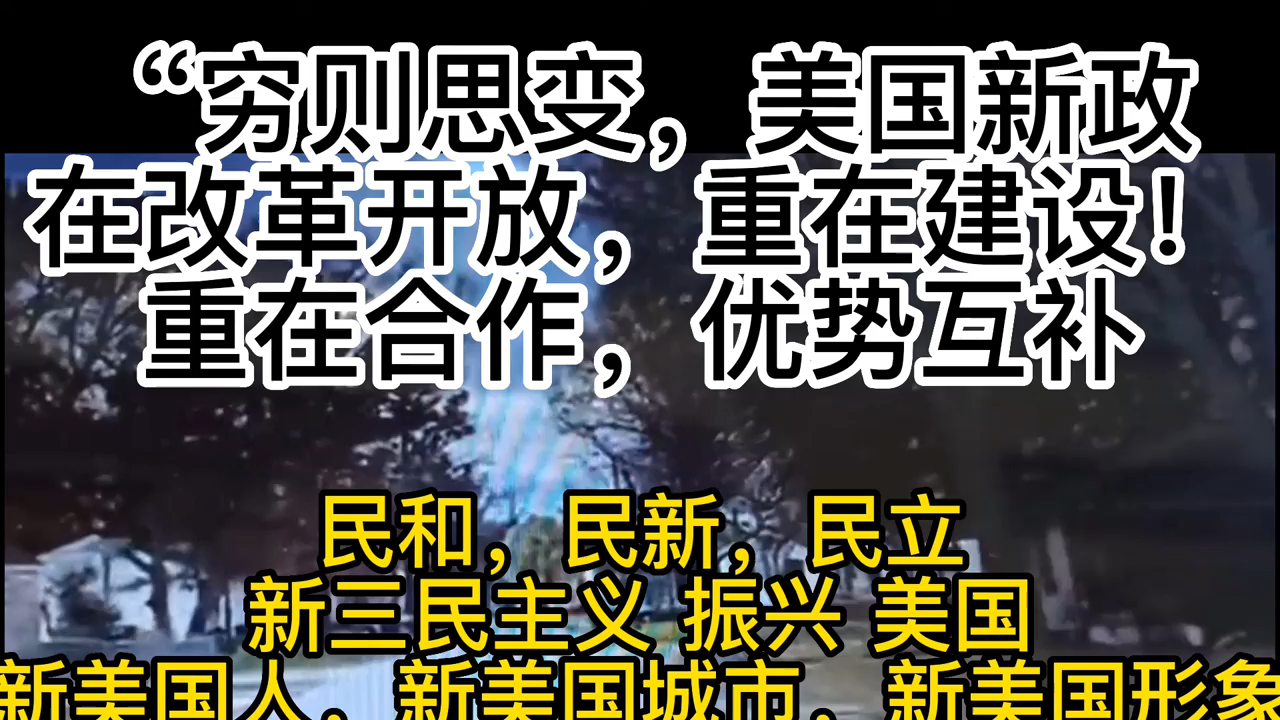 “穷则思变，美国新政
在改革开放，重在建设！
重在合作，优势互补
民和，民新，民立
新三民主义 振兴 美国
新美国人，新美国城市，新美国形象